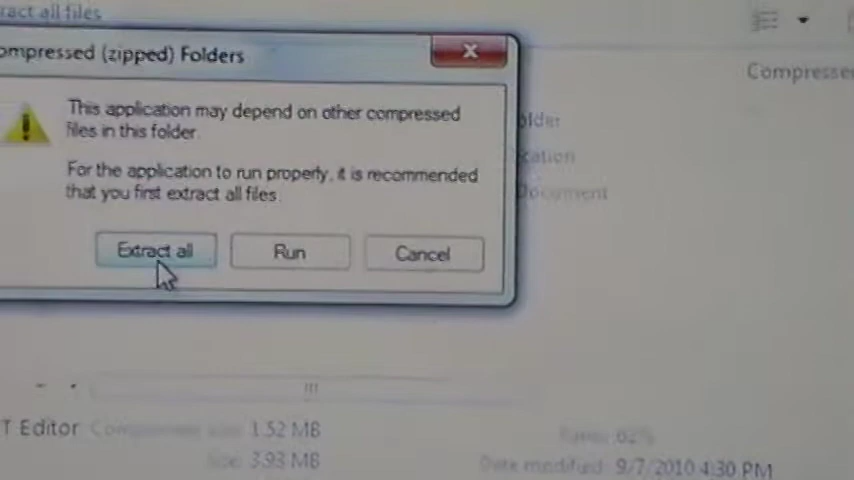 ract all files
ompressed (zipped) Folders
Compresse
This application may depend on other compressed
files in this folder.
older
ication
For the application to run properly, it is recommended
that you first extract all files.
Document
Extract all
Run
Cancel
T Editor
Compressed size: 1.52 MB
Ratio: 62%
Size: 3.93 MB
Date modified: 9/7/2010 4:30 PM